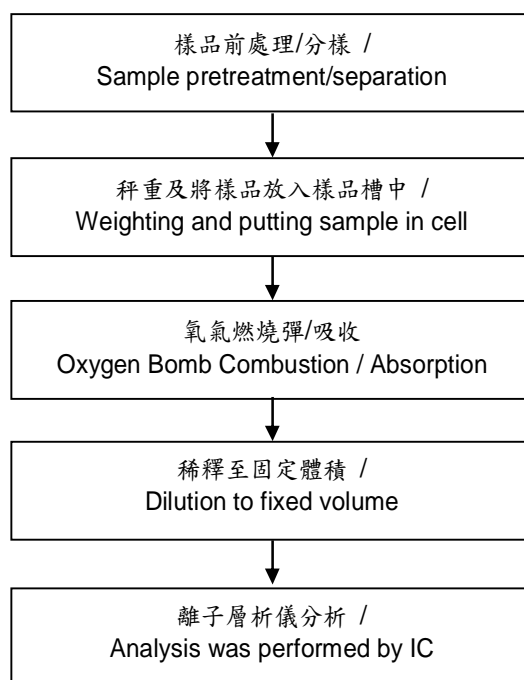 樣品前處理/分樣 /
Sample pretreatment/separation
秤重及將樣品放入樣品槽中 /
Weighting and putting sample in cell
氧氣燃燒彈/吸收
Oxygen Bomb Combustion / Absorption
稀釋至固定體積 /
Dilution to fixed volume
離子層析儀分析 /
Analysis was performed by IC